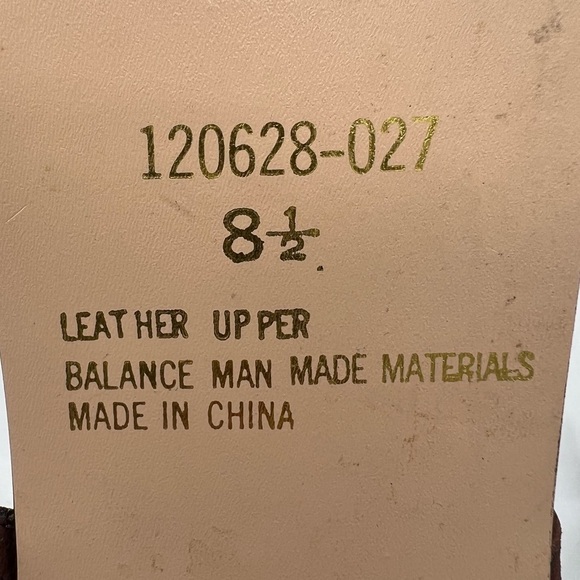 120628-027
8½
LEATHER UPPER
BALANCE MAN MADE MATERIALS
MADE IN CHINA